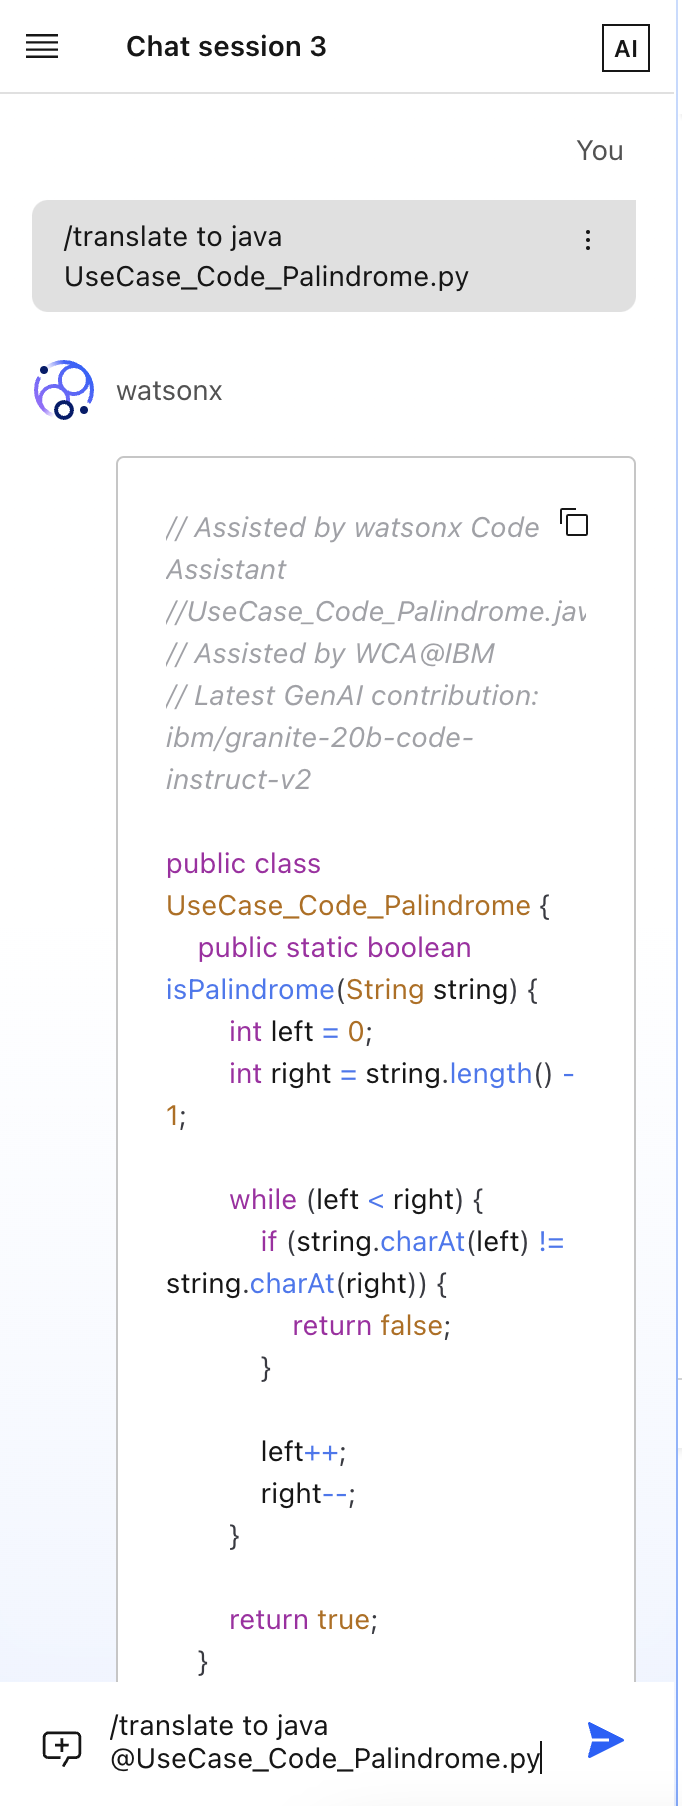 Chat session 3
AI
You
/translate to java
UseCase_Code_Palindrome.py
watsonx
// Assisted by watsonx Code
Assistant
//UseCase_Code_Palindrome.jav
// Assisted by WCA@IBM
// Latest GenAI contribution:
ibm/granite-20b-code-
instruct-v2
public class
UseCase_Code_Palindrome {
public static boolean
isPalindrome(String string) {
int left = 0;
int right = string.length() -
1;
while (left < right) {
if (string.charAt(left) !=
string.charAt(right)) {
return false;
}
left++;
right--;
}
return true;
}
/translate to java
@UseCase_Code_Palindrome.py